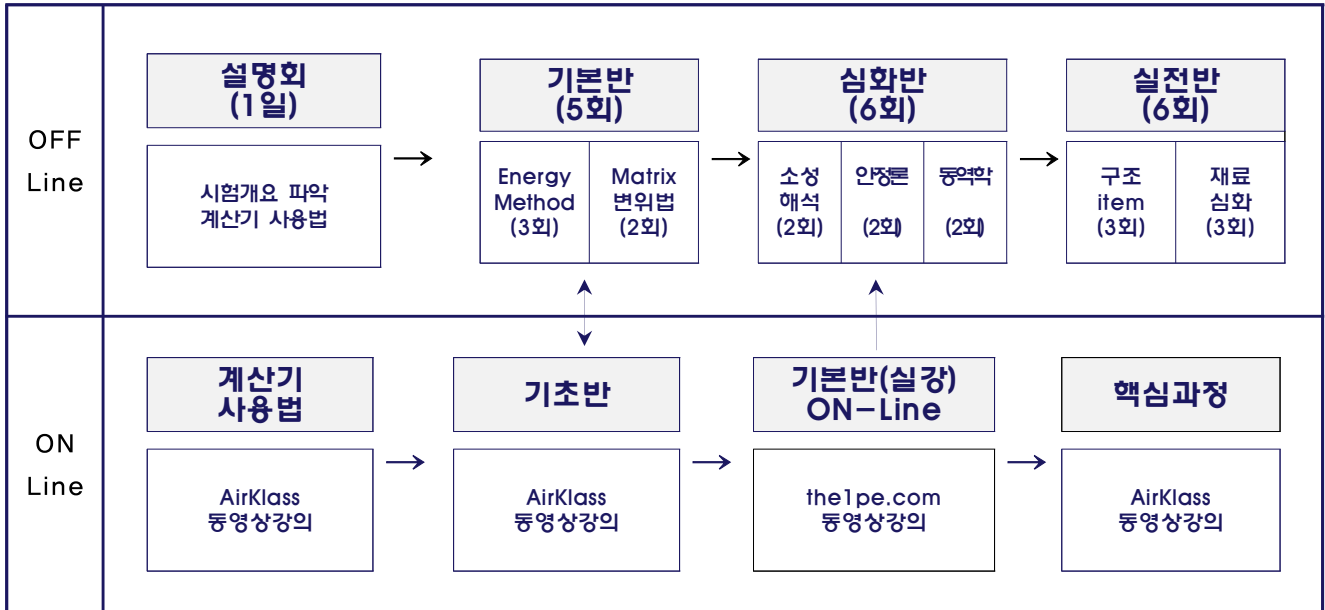 OFF
Line
설명회
(1일)
시험개요 파악
계산기 사용법
기본반
(5회)
Energy
Method
(3회)
Matrix
변위법
(2회)
심화반
(6회)
소성
해석
(2회)
안정론
(2회)
동역학
(2회)
실전반
(6회)
구조
item
(3회)
재료
심화
(3회)
ON
Line
계산기
사용법
AirKlass
동영상강의
기초반
AirKlass
동영상강의
기본반(실강)
ON-Line
the1pe.com
동영상강의
핵심과정
AirKlass
동영상강의